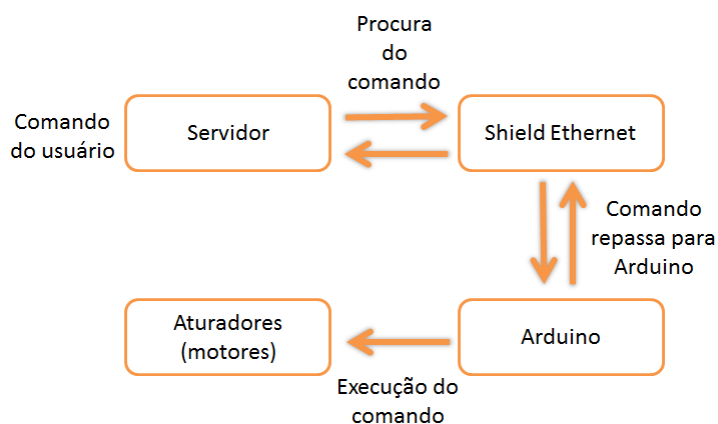 Procura
do
comando
Comando
do usuário
Servidor
Shield Ethernet
Comando
repassa para
Arduino
Aturadores
(motores)
Arduino
Execução do
comando